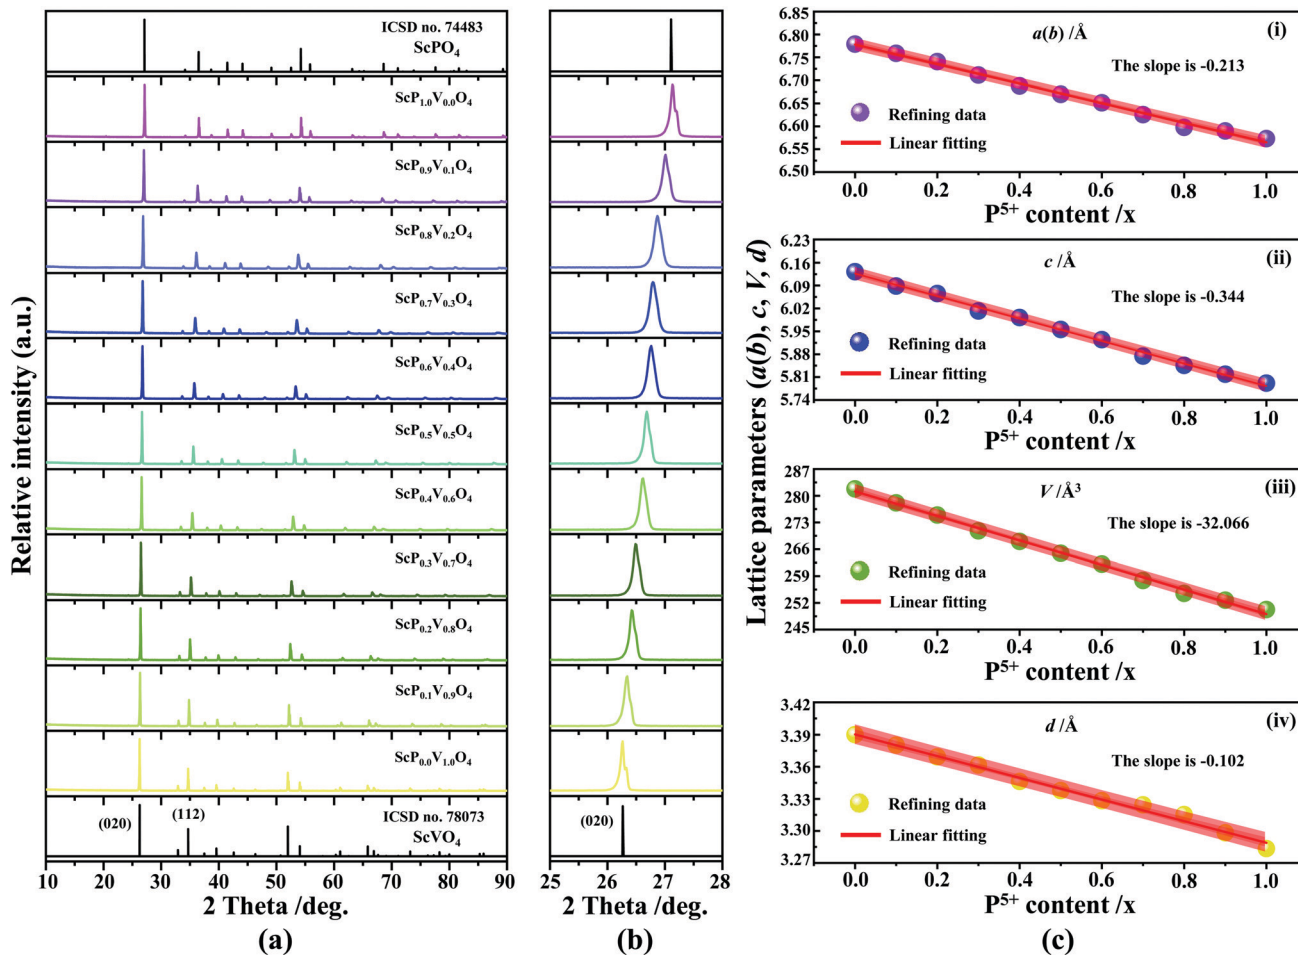 Relative intensity (a.u.)
ICSD no. 74483
ScPO₄
ScP₁.₀V₀.₀O₄
ScP₀.₉V₀.₁O₄
ScP₀.₈V₀.₂O₄
ScP₀.₇V₀.₃O₄
ScP₀.₆V₀.₄O₄
ScP₀.₅V₀.₅O₄
ScP₀.₄V₀.₆O₄
ScP₀.₃V₀.₇O₄
ScP₀.₂V₀.₈O₄
ScP₀.₁V₀.₉O₄
ScP₀.₀V₁.₀O₄
ICSD no. 78073
ScVO₄
(020)
(112)
10 20 30 40 50 60 70 80 90
2 Theta /deg.
(a)
(020)
25 26 27 28
2 Theta /deg.
(b)
Lattice parameters (a(b), c, V, d)
6.85
6.80
6.75
6.70
6.65
6.60
6.55
6.50
a(b) /Å
(i)
The slope is -0.213
Refining data
Linear fitting
0.0 0.2 0.4 0.6 0.8 1.0
P⁵⁺ content /x
6.23
6.16
6.09
6.02
5.95
5.88
5.81
5.74
c /Å
(ii)
The slope is -0.344
Refining data
Linear fitting
0.0 0.2 0.4 0.6 0.8 1.0
P⁵⁺ content /x
287
280
273
266
259
252
245
V /Å³
(iii)
The slope is -32.066
Refining data
Linear fitting
0.0 0.2 0.4 0.6 0.8 1.0
P⁵⁺ content /x
3.42
3.39
3.36
3.33
3.30
3.27
d /Å
(iv)
The slope is -0.102
Refining data
Linear fitting
0.0 0.2 0.4 0.6 0.8 1.0
P⁵⁺ content /x
(c)